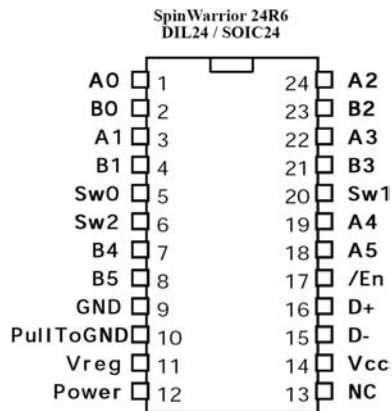 SpinWarrior 24R6
DIL24 / SOIC24
A0 1 24 A2
B0 2 23 B2
A1 3 22 A3
B1 4 21 B3
Sw0 5 20 Sw1
Sw2 6 19 A4
B4 7 18 A5
B5 8 17 /En
GND 9 16 D+
PullToGND 10 15 D-
Vreg 11 14 Vcc
Power 12 13 NC